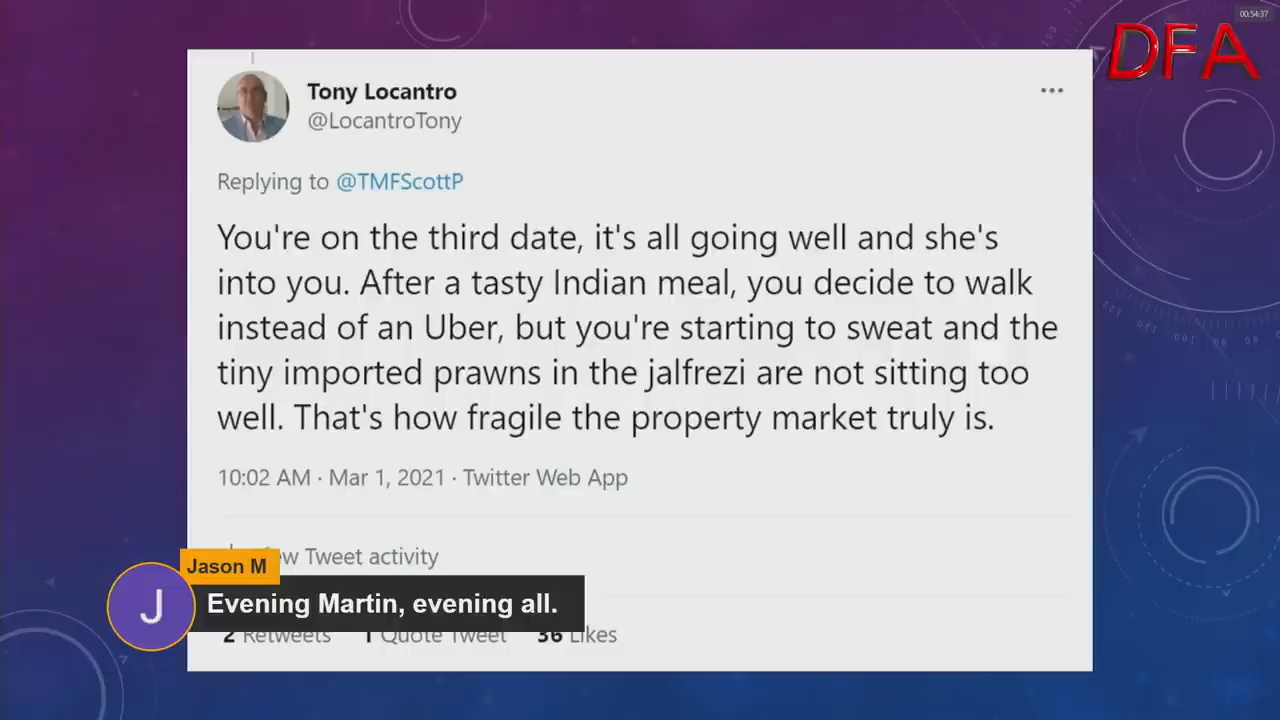 00:54:37
DFA
Tony Locantro
@LocantroTony
Replying to @TMFScottP
You're on the third date, it's all going well and she's
into you. After a tasty Indian meal, you decide to walk
instead of an Uber, but you're starting to sweat and the
tiny imported prawns in the jalfrezi are not sitting too
well. That's how fragile the property market truly is.
10:02 AM · Mar 1, 2021 · Twitter Web App
Tweet activity
Jason M
J
Evening Martin, evening all.
2 Retweets 1 Quote Tweet 36 Likes